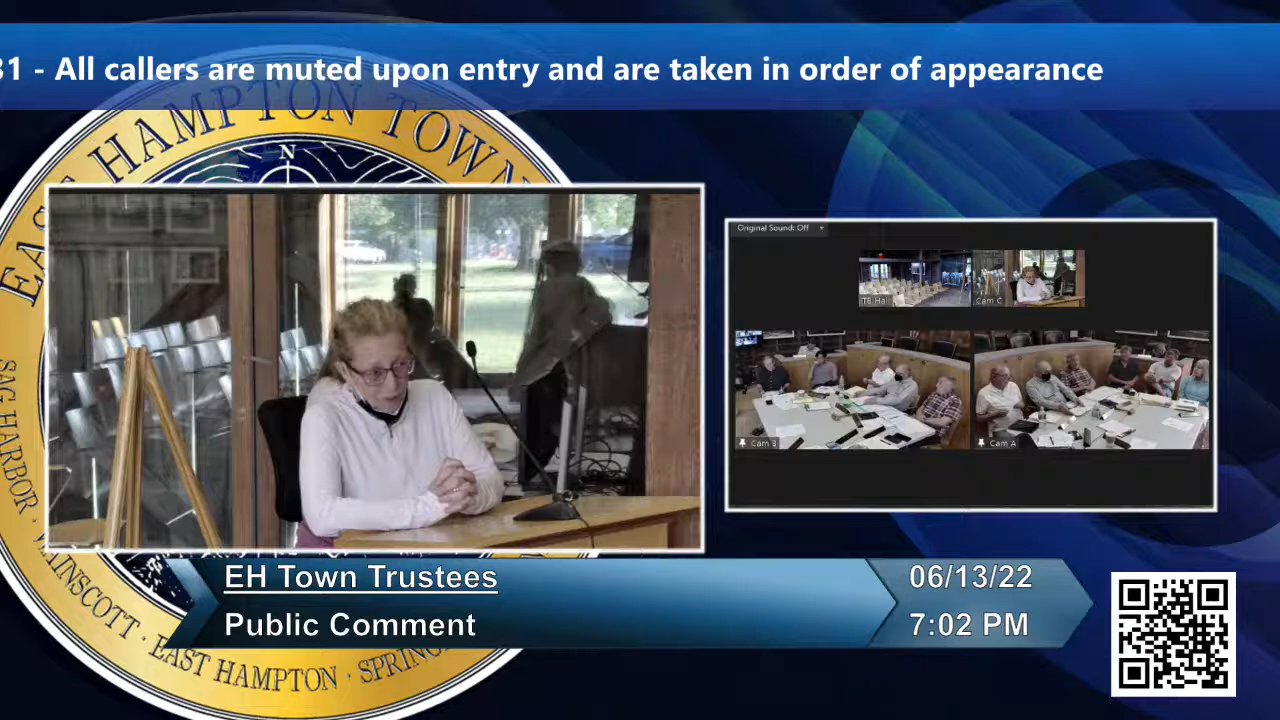 31 - All callers are muted upon entry and are taken in order of appearance
EAST HAMPTON TOWN
N
Original Sound: Off
TB Hall
Cam C
Cam B
Cam A
SAG HARBOR · WAINSCOTT · EAST HAMPTON · SPRING
EH Town Trustees
06/13/22
Public Comment
7:02 PM